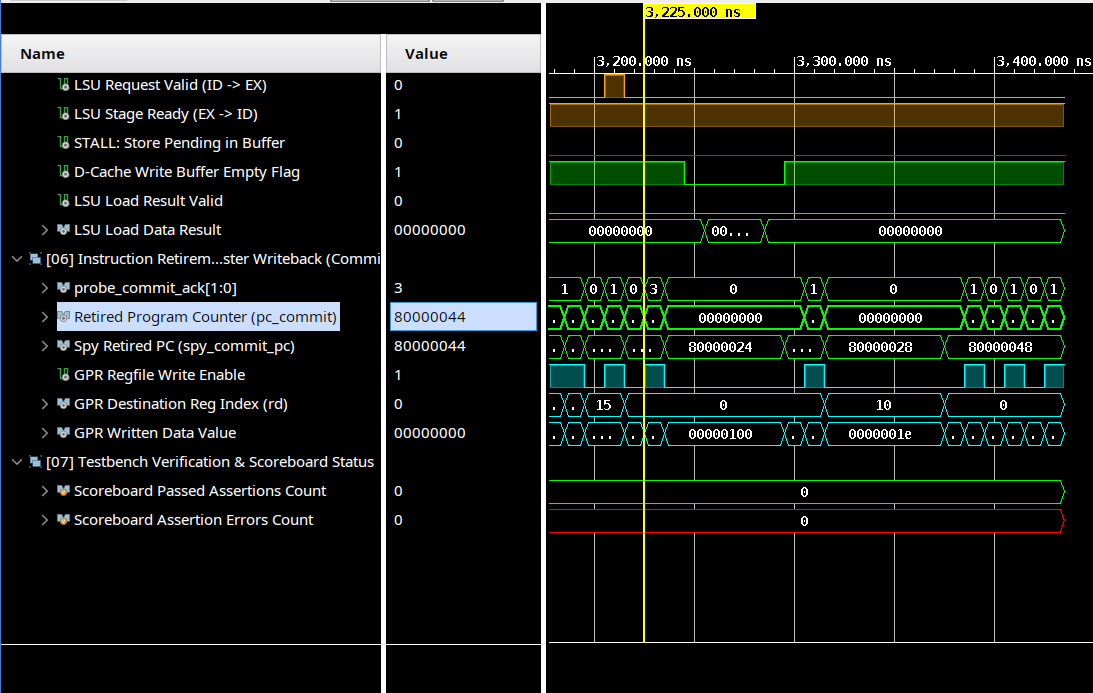 3,225.000 ns
Name Value
3,200.000 ns 3,300.000 ns 3,400.000 ns
LSU Request Valid (ID -> EX) 0
LSU Stage Ready (EX -> ID) 1
STALL: Store Pending in Buffer 0
D-Cache Write Buffer Empty Flag 1
LSU Load Result Valid 0
LSU Load Data Result 00000000 00000000 00... 00000000
[06] Instruction Retirem...ster Writeback (Commi
probe_commit_ack[1:0] 3 1 0 1 0 3 0 1 0 1 0 1 0 1
Retired Program Counter (pc_commit) 80000044 . . . . . . 00000000 . 00000000 . . . . .
Spy Retired PC (spy_commit_pc) 80000044 . . ... ... 80000024 ... 80000028 80000048
GPR Regfile Write Enable 1
GPR Destination Reg Index (rd) 0 . . 15 0 10 0
GPR Written Data Value 00000000 . . ... . . 00000100 . . 0000001e . . . . . .
[07] Testbench Verification & Scoreboard Status
Scoreboard Passed Assertions Count 0 0
Scoreboard Assertion Errors Count 0 0